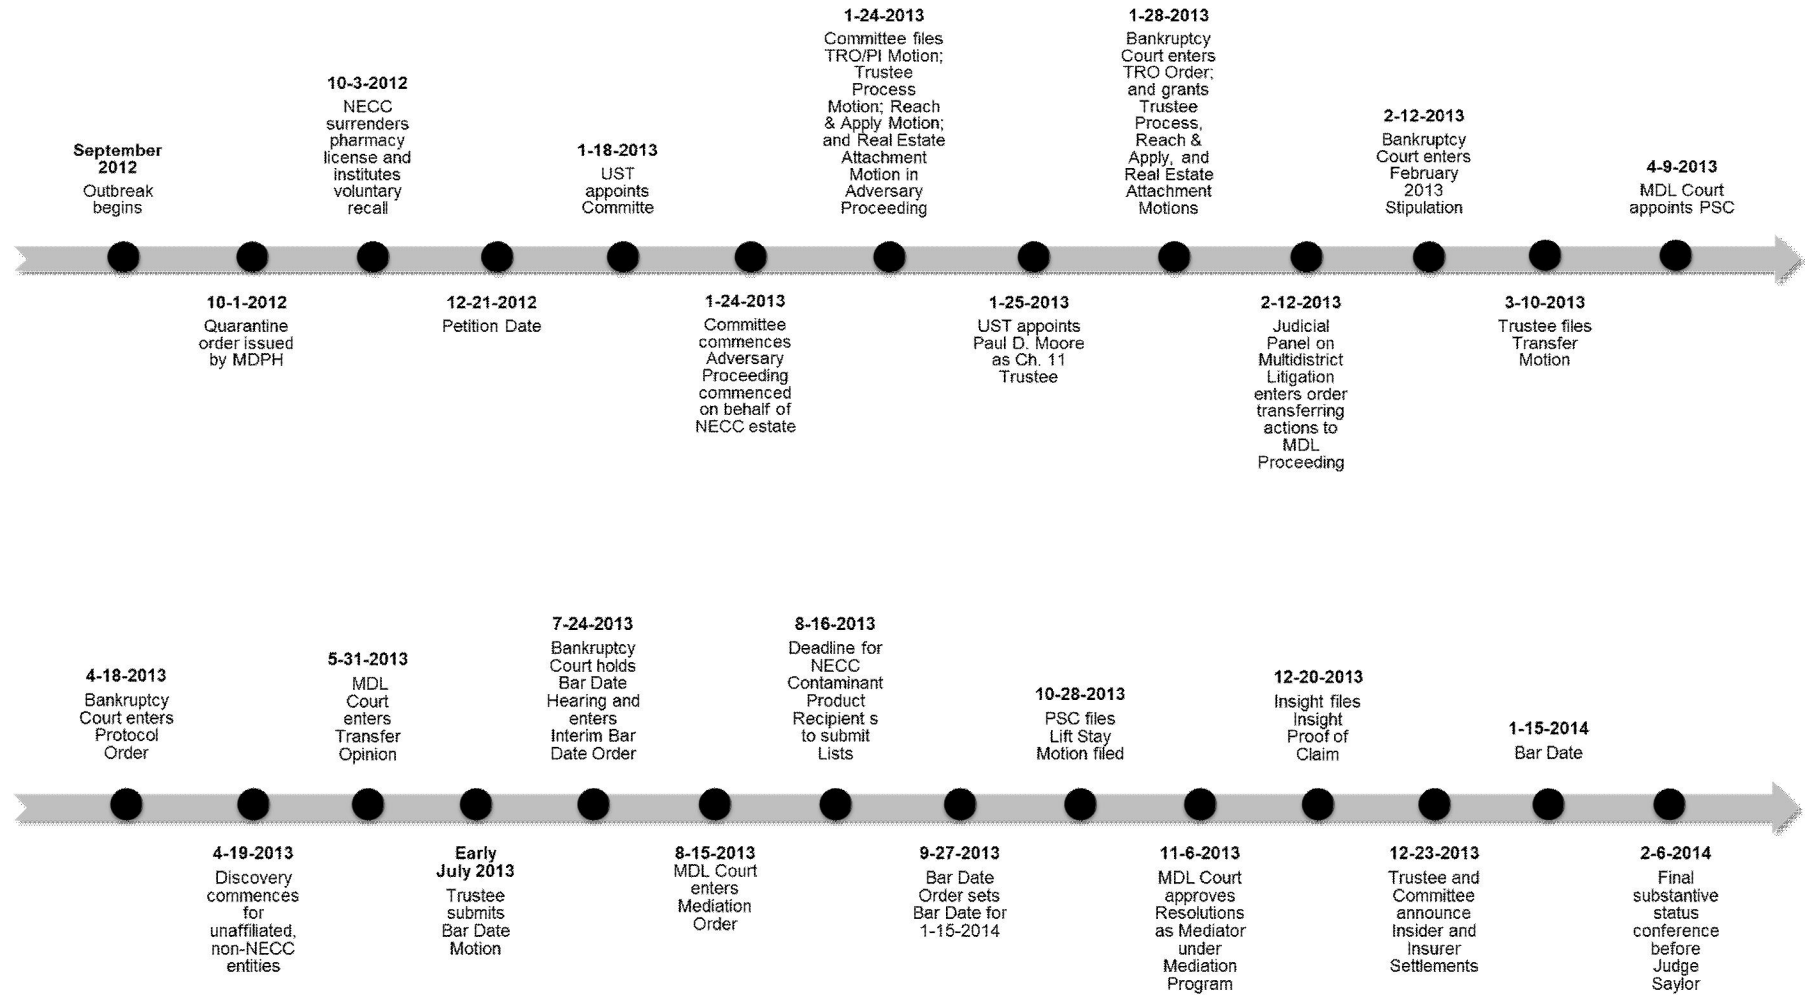 September
2012
Outbreak
begins
10-1-2012
Quarantine
order issued
by MDPH
10-3-2012
NECC
surrenders
pharmacy
license and
institutes
voluntary
recall
12-21-2012
Petition Date
1-18-2013
UST
appoints
Committe
1-24-2013
Committee
commences
Adversary
Proceeding
commenced
on behalf of
NECC estate
1-24-2013
Committee files
TRO/PI Motion;
Trustee
Process
Motion; Reach
& Apply Motion;
and Real Estate
Attachment
Motion in
Adversary
Proceeding
1-25-2013
UST appoints
Paul D. Moore
as Ch. 11
Trustee
1-28-2013
Bankruptcy
Court enters
TRO Order;
and grants
Trustee
Process,
Reach &
Apply, and
Real Estate
Attachment
Motions
2-12-2013
Judicial
Panel on
Multidistrict
Litigation
enters order
transferring
actions to
MDL
Proceeding
2-12-2013
Bankruptcy
Court enters
February
2013
Stipulation
3-10-2013
Trustee files
Transfer
Motion
4-9-2013
MDL Court
appoints PSC
4-18-2013
Bankruptcy
Court enters
Protocol
Order
4-19-2013
Discovery
commences
for
unaffiliated,
non-NECC
entities
5-31-2013
MDL
Court
enters
Transfer
Opinion
Early
July 2013
Trustee
submits
Bar Date
Motion
7-24-2013
Bankruptcy
Court holds
Bar Date
Hearing and
enters
Interim Bar
Date Order
8-15-2013
MDL Court
enters
Mediation
Order
8-16-2013
Deadline for
NECC
Contaminant
Product
Recipient s
to submit
Lists
9-27-2013
Bar Date
Order sets
Bar Date for
1-15-2014
10-28-2013
PSC files
Lift Stay
Motion filed
11-6-2013
MDL Court
approves
Resolutions
as Mediator
under
Mediation
Program
12-20-2013
Insight files
Insight
Proof of
Claim
12-23-2013
Trustee and
Committee
announce
Insider and
Insurer
Settlements
1-15-2014
Bar Date
2-6-2014
Final
substantive
status
conference
before
Judge
Saylor